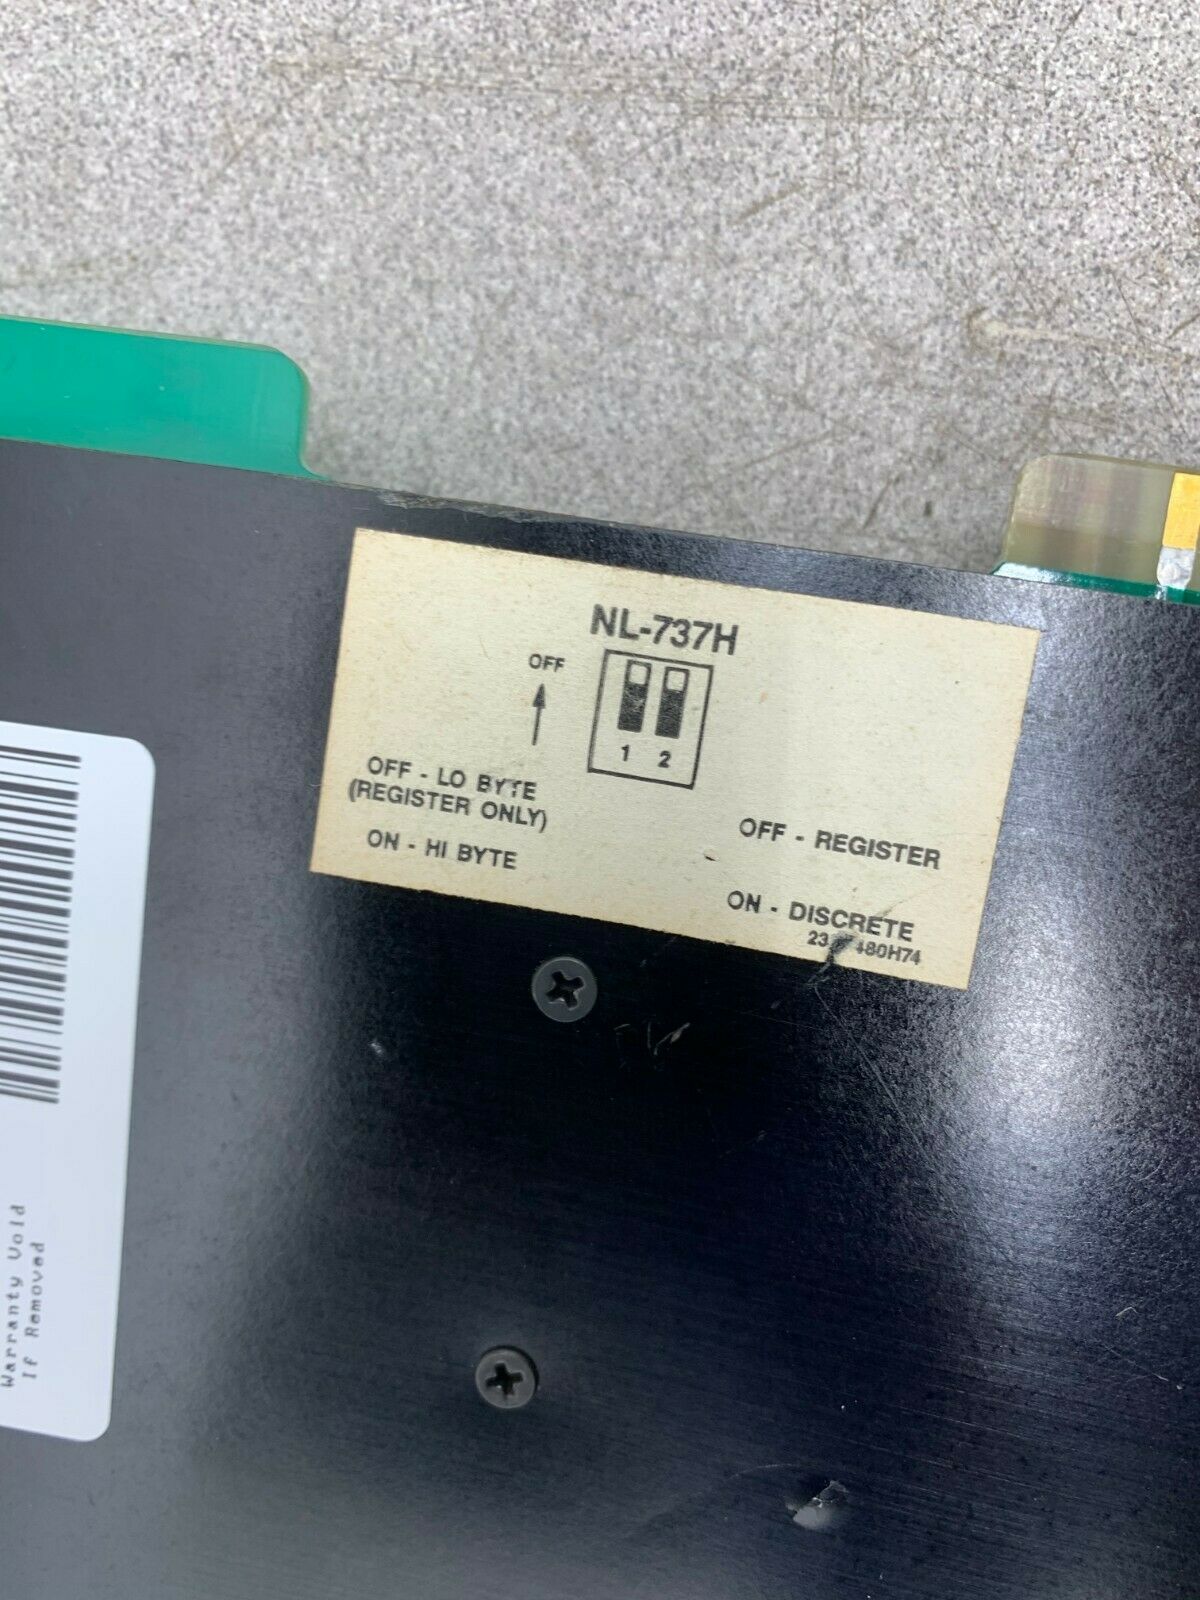 NL-737H
OFF
1 2
OFF - LO BYTE
(REGISTER ONLY)
ON - HI BYTE
OFF - REGISTER
ON - DISCRETE
480H74
Warranty Void
If Removed